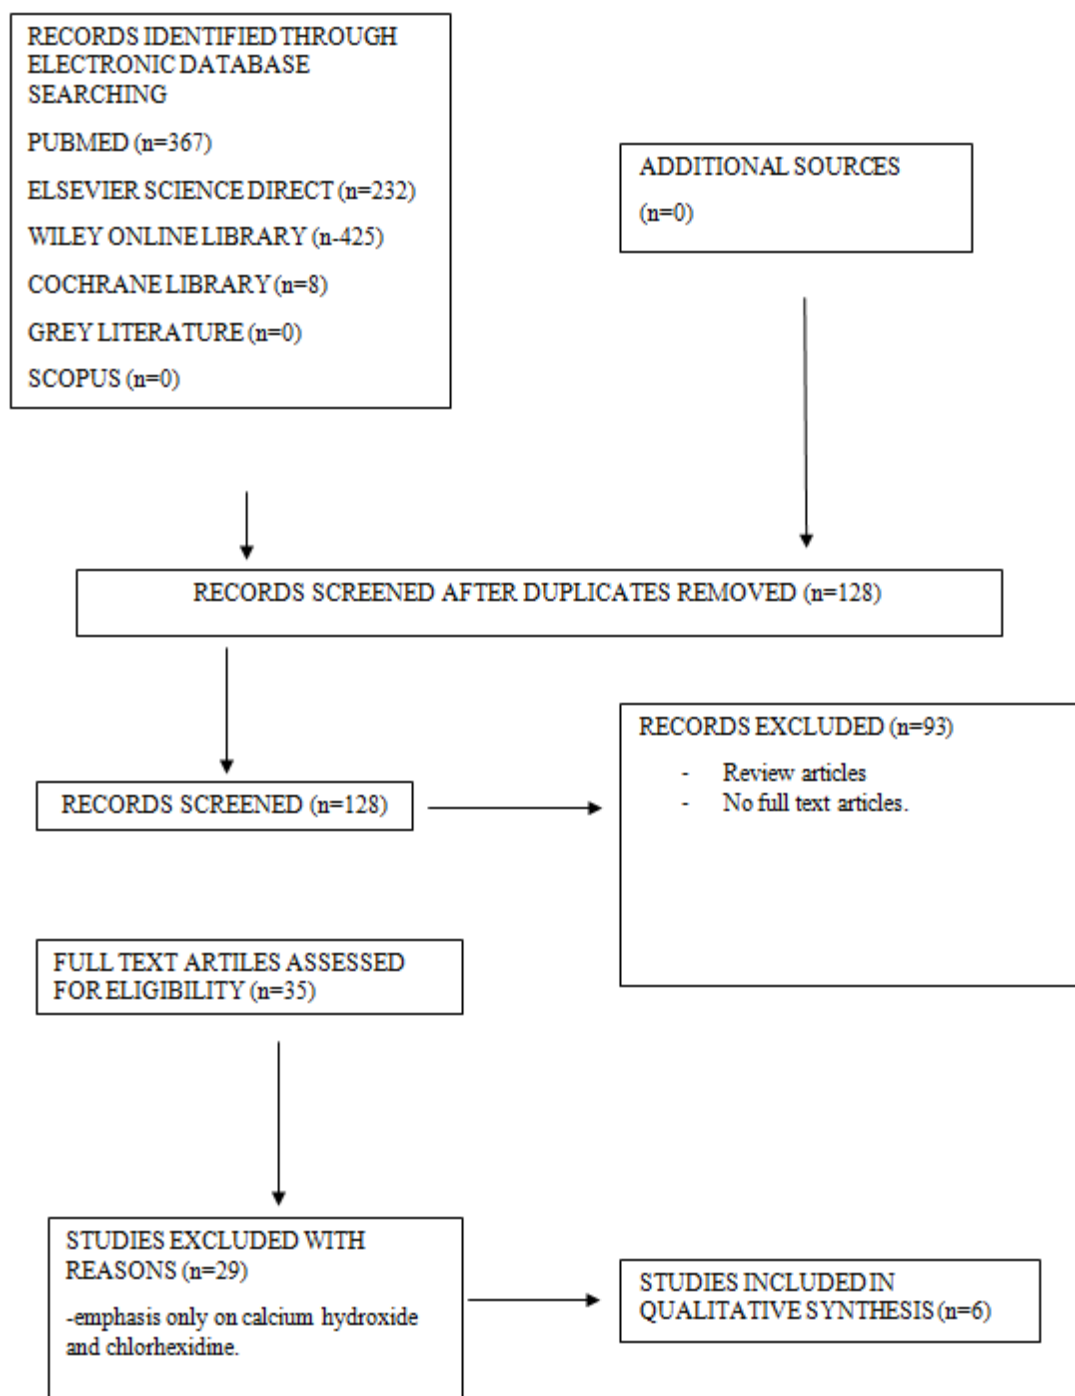 RECORDS IDENTIFIED THROUGH
ELECTRONIC DATABASE
SEARCHING
PUBMED (n=367)
ELSEVIER SCIENCE DIRECT (n=232)
WILEY ONLINE LIBRARY (n-425)
COCHRANE LIBRARY (n=8)
GREY LITERATURE (n=0)
SCOPUS (n=0)
ADDITIONAL SOURCES
(n=0)
RECORDS SCREENED AFTER DUPLICATES REMOVED (n=128)
RECORDS SCREENED (n=128)
RECORDS EXCLUDED (n=93)
- Review articles
- No full text articles.
FULL TEXT ARTILES ASSESSED
FOR ELIGIBILITY (n=35)
STUDIES EXCLUDED WITH
REASONS (n=29)
-emphasis only on calcium hydroxide
and chlorhexidine.
STUDIES INCLUDED IN
QUALITATIVE SYNTHESIS (n=6)